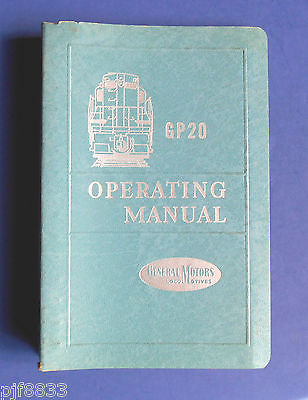 GP20
OPERATING
MANUAL
GENERAL MOTORS
LOCOMOTIVES
pjf8833